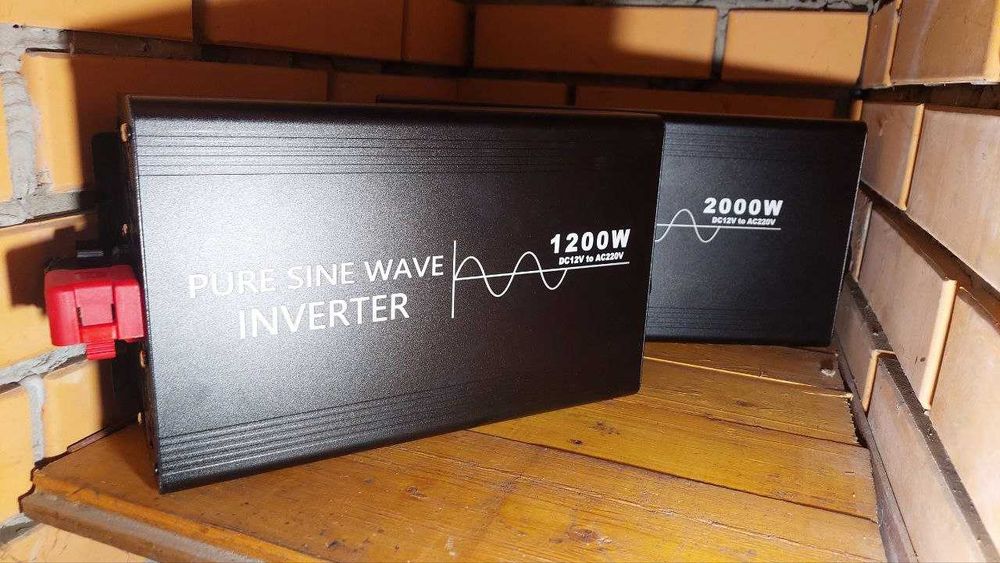 PURE SINE WAVE
INVERTER
1200W
DC12V to AC220V
2000W
DC12V to AC220V